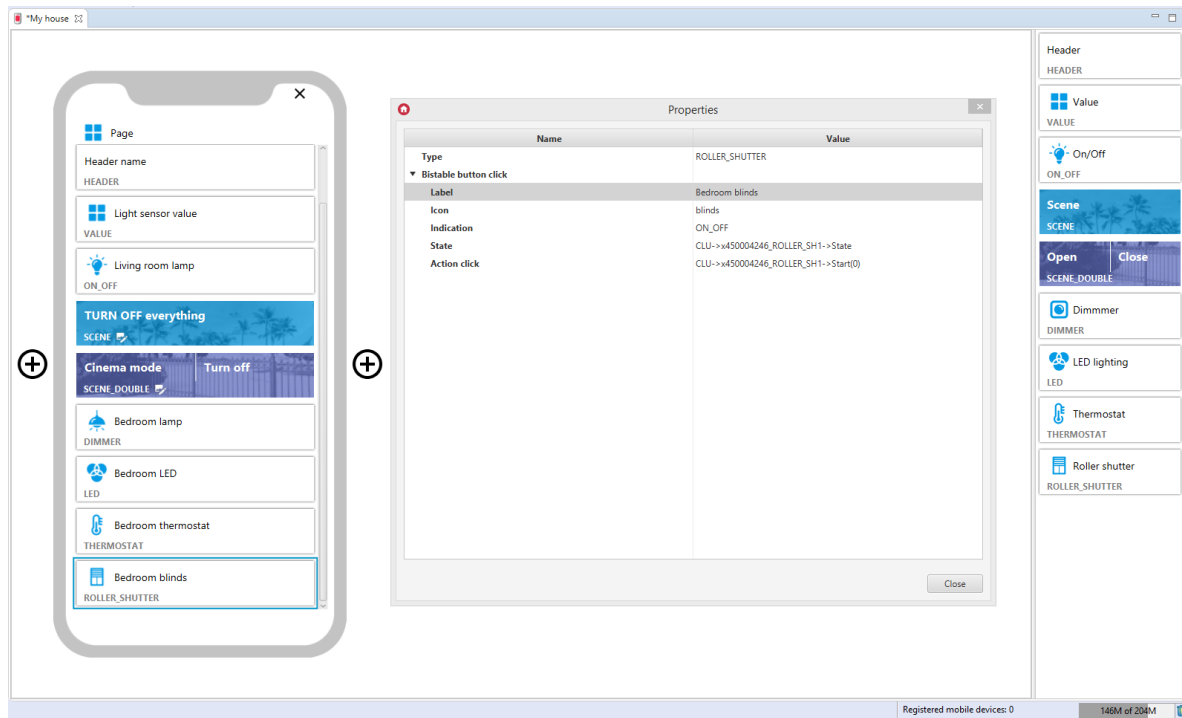 *My house
Page
Header name
HEADER
Light sensor value
VALUE
Living room lamp
ON_OFF
TURN OFF everything
SCENE
Cinema mode Turn off
SCENE_DOUBLE
Bedroom lamp
DIMMER
Bedroom LED
LED
Bedroom thermostat
THERMOSTAT
Bedroom blinds
ROLLER_SHUTTER
Properties
Name Value
Type ROLLER_SHUTTER
Bistable button click
Label Bedroom blinds
Icon blinds
Indication ON_OFF
State CLU->x450004246_ROLLER_SH1->State
Action click CLU->x450004246_ROLLER_SH1->Start(0)
Close
Header
HEADER
Value
VALUE
On/Off
ON_OFF
Scene
SCENE
Open Close
SCENE_DOUBLE
Dimmmer
DIMMER
LED lighting
LED
Thermostat
THERMOSTAT
Roller shutter
ROLLER_SHUTTER
Registered mobile devices: 0 146M of 204M